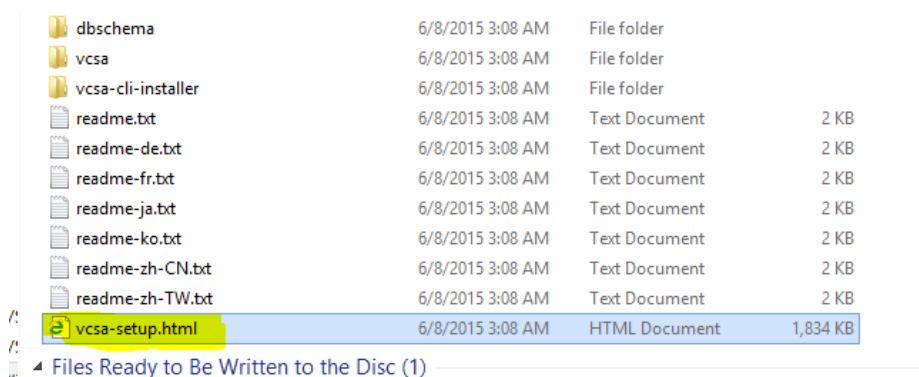 dbschema 6/8/2015 3:08 AM File folder
vcsa 6/8/2015 3:08 AM File folder
vcsa-cli-installer 6/8/2015 3:08 AM File folder
readme.txt 6/8/2015 3:08 AM Text Document 2 KB
readme-de.txt 6/8/2015 3:08 AM Text Document 2 KB
readme-fr.txt 6/8/2015 3:08 AM Text Document 2 KB
readme-ja.txt 6/8/2015 3:08 AM Text Document 2 KB
readme-ko.txt 6/8/2015 3:08 AM Text Document 2 KB
readme-zh-CN.txt 6/8/2015 3:08 AM Text Document 2 KB
readme-zh-TW.txt 6/8/2015 3:08 AM Text Document 2 KB
vcsa-setup.html 6/8/2015 3:08 AM HTML Document 1,834 KB
Files Ready to Be Written to the Disc (1)